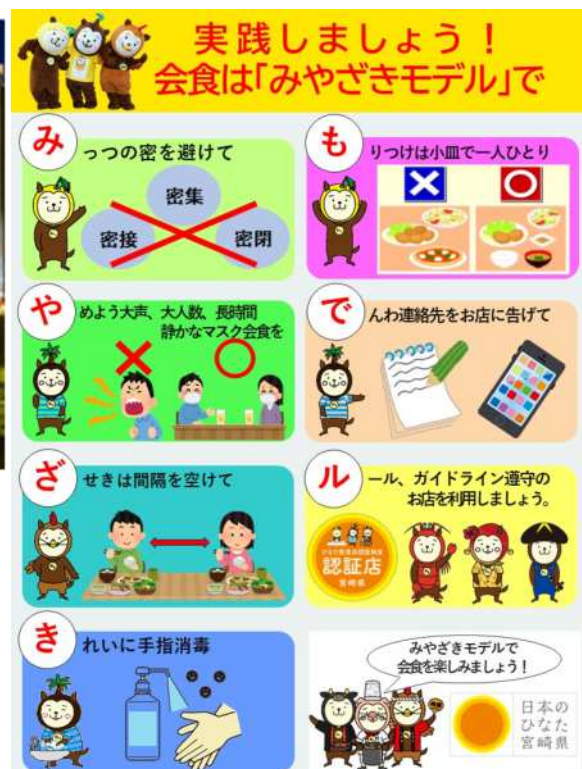 実践しましょう！
会食は「みやざきモデル」で
み
っつの密を避けて
密集
密接
密閉
や
めよう大声、大人数、長時間
静かなマスク会食を
ざ
せきは間隔を空けて
き
れいに手指消毒
も
りつけは小皿で一人ひとり
で
んわ連絡先をお店に告げて
ル
ール、ガイドライン遵守の
お店を利用しましょう。
認証店
宮崎県
みやざきモデルで
会食を楽しみましょう！
日本の
ひなた
宮崎県